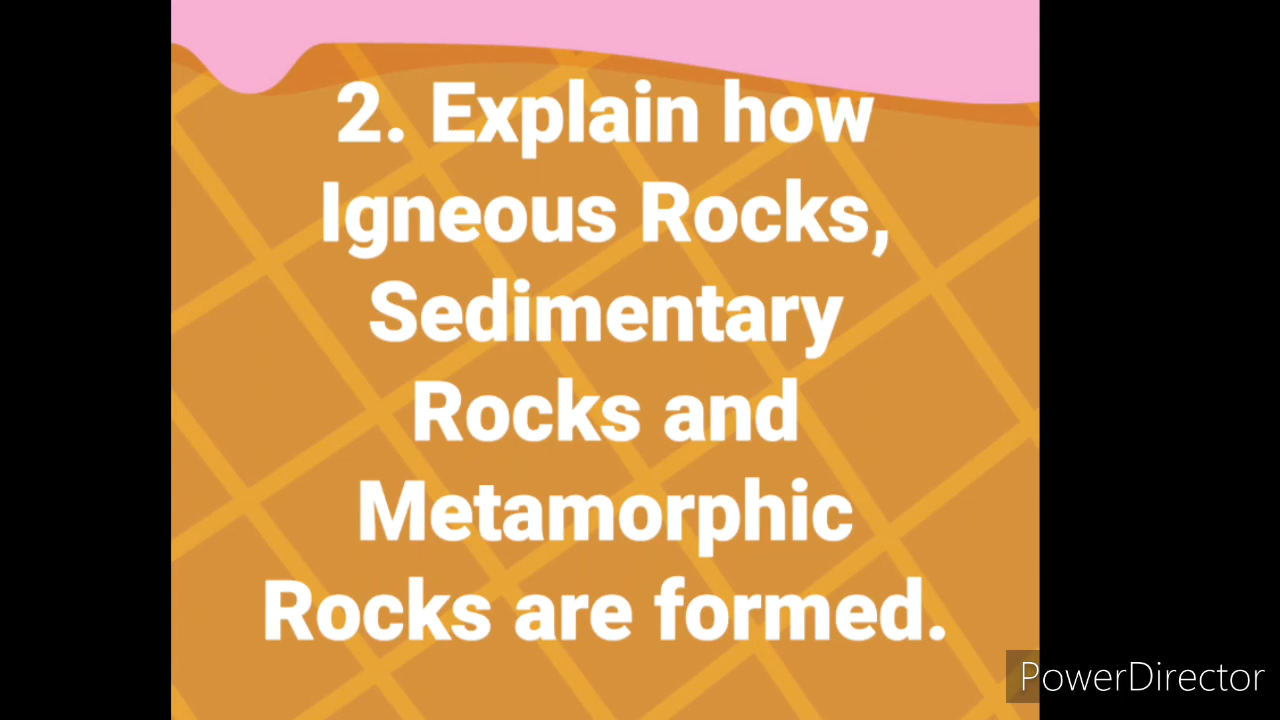 2. Explain how
Igneous Rocks,
Sedimentary
Rocks and
Metamorphic
Rocks are formed.
PowerDirector